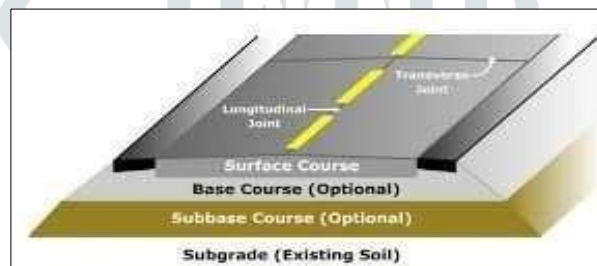 Transverse
Joint
Longitudinal
Joint
Surface Course
Base Course (Optional)
Subbase Course (Optional)
Subgrade (Existing Soil)